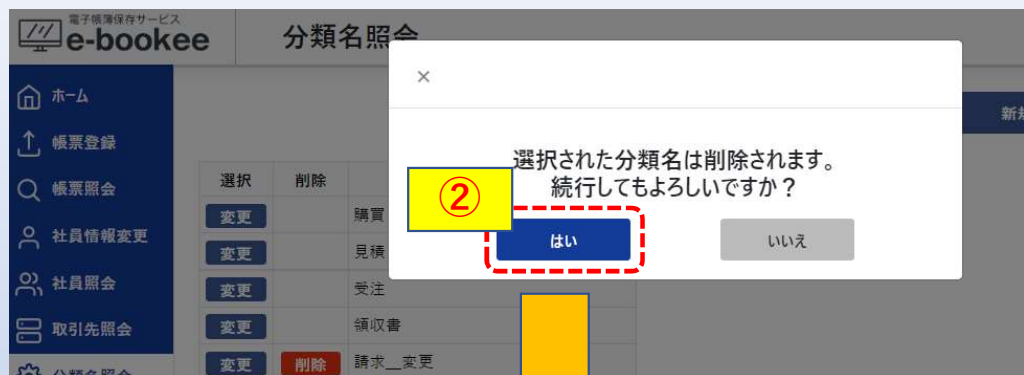 電子帳簿保存サービス
e-bookee
分類名照会
ホーム
帳票登録
帳票照会
社員情報変更
社員照会
取引先照会
分類名照会
×
選択された分類名は削除されます。
続行してもよろしいですか？
②
はい
いいえ
新規
選択 削除
変更 購買
変更 見積
変更 受注
変更 領収書
変更 削除 請求__変更